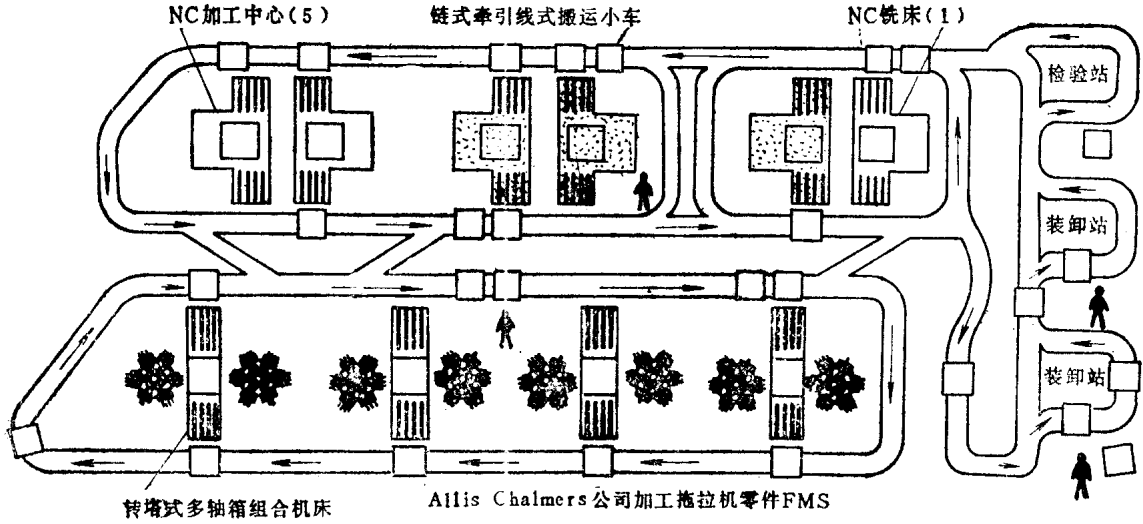 NC加工中心(5)
链式牵引线式搬运小车
NC铣床(1)
检验站
装卸站
装卸站
转塔式多轴箱组合机床
Allis Chalmers公司加工拖拉机零件FMS